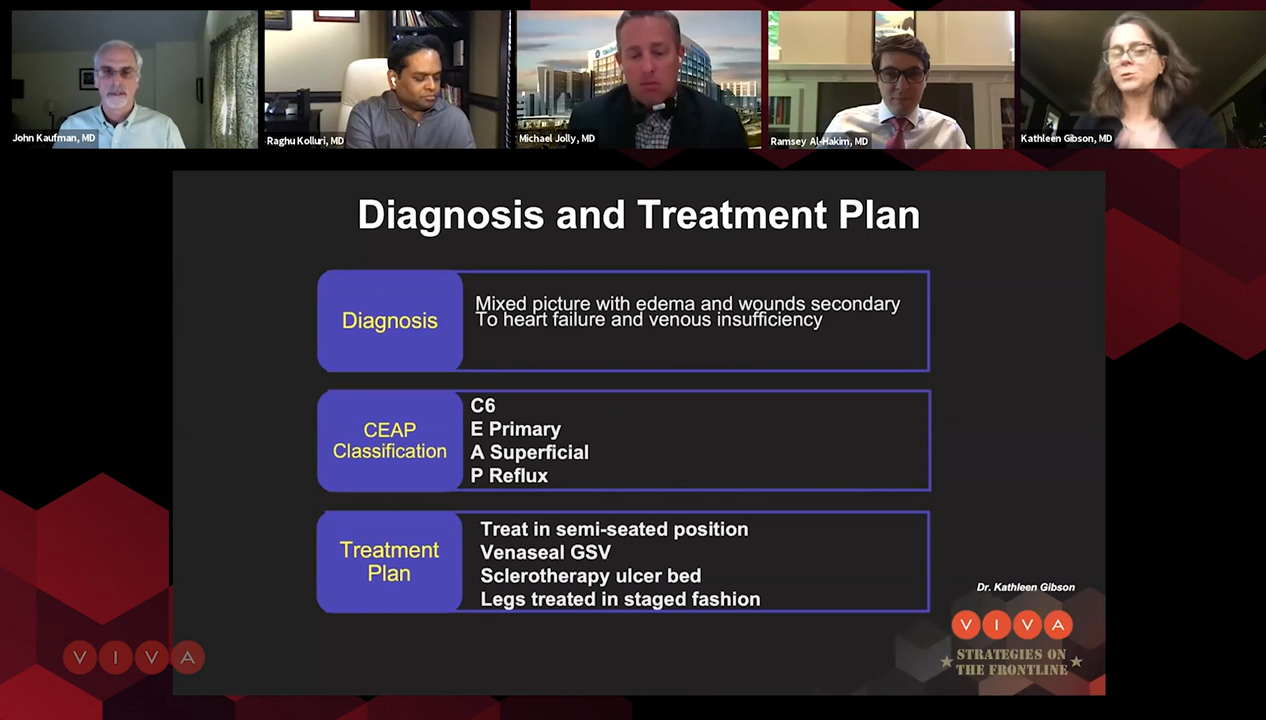 John Kaufman, MD
Raghu Kolluri, MD
Michael Jolly, MD
Ramsey Al-Hakim, MD
Kathleen Gibson, MD
Diagnosis and Treatment Plan
Diagnosis
Mixed picture with edema and wounds secondary
To heart failure and venous insufficiency
CEAP
Classification
C6
E Primary
A Superficial
P Reflux
Treatment
Plan
Treat in semi-seated position
Venaseal GSV
Sclerotherapy ulcer bed
Legs treated in staged fashion
Dr. Kathleen Gibson
VIVA
STRATEGIES ON
THE FRONTLINE
VIVA